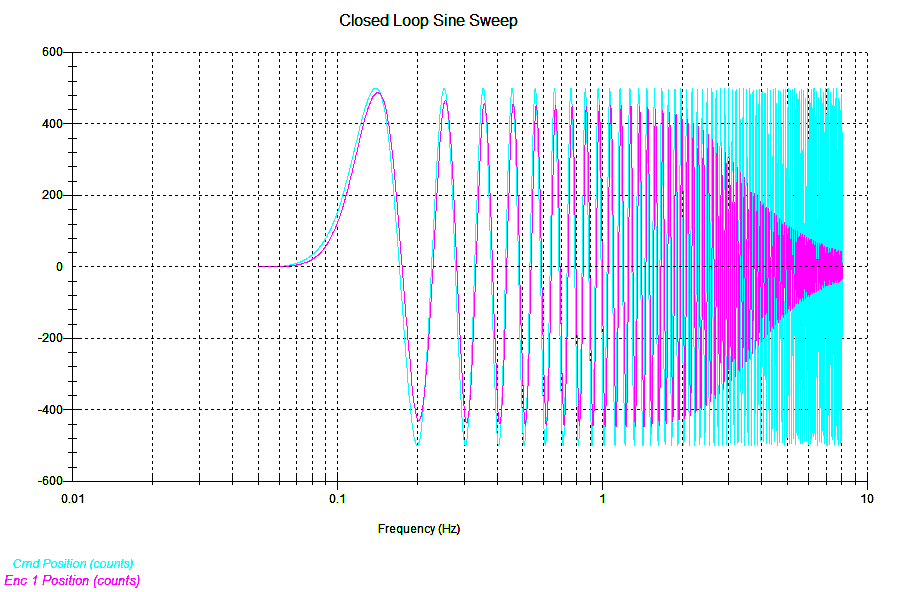 Closed Loop Sine Sweep
600
400
200
0
-200
-400
-600
0.01 0.1 1 10
Frequency (Hz)
Cmd Position (counts)
Enc 1 Position (counts)